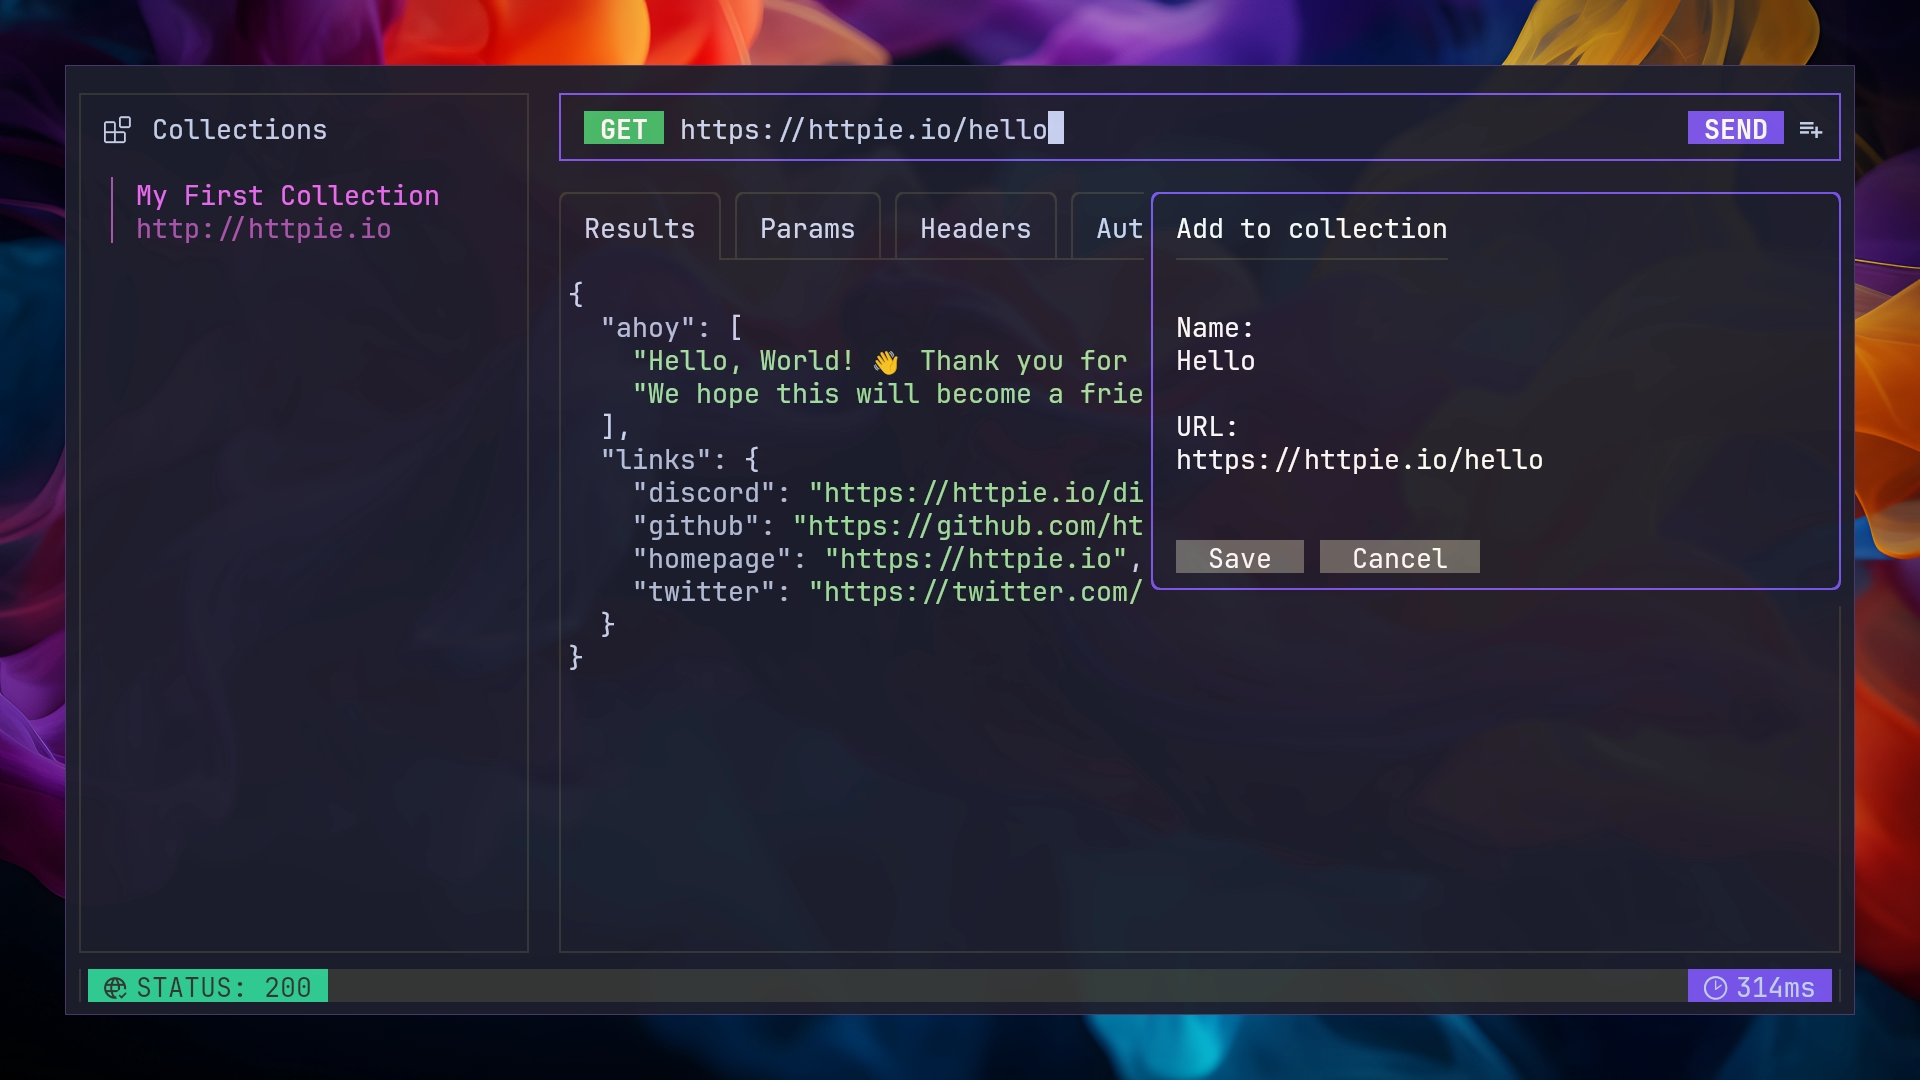 Collections
My First Collection
http://httpie.io
GET https://httpie.io/hello SEND
Results Params Headers Aut
{
  "ahoy": [
    "Hello, World! 👋 Thank you for
    "We hope this will become a frie
  ],
  "links": {
    "discord": "https://httpie.io/di
    "github": "https://github.com/ht
    "homepage": "https://httpie.io",
    "twitter": "https://twitter.com/
  }
}
Add to collection
Name:
Hello
URL:
https://httpie.io/hello
Save Cancel
STATUS: 200
314ms